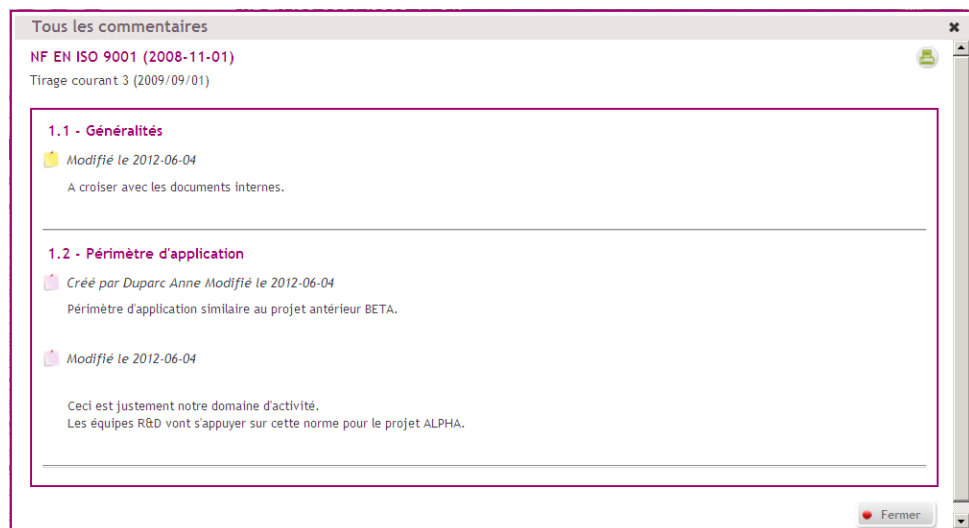 Tous les commentaires
NF EN ISO 9001 (2008-11-01)
Tirage courant 3 (2009/09/01)
1.1 - Généralités
Modifié le 2012-06-04
A croiser avec les documents internes.
1.2 - Périmètre d'application
Créé par Duparc Anne Modifié le 2012-06-04
Périmètre d'application similaire au projet antérieur BETA.
Modifié le 2012-06-04
Ceci est justement notre domaine d'activité.
Les équipes R&D vont s'appuyer sur cette norme pour le projet ALPHA.
Fermer